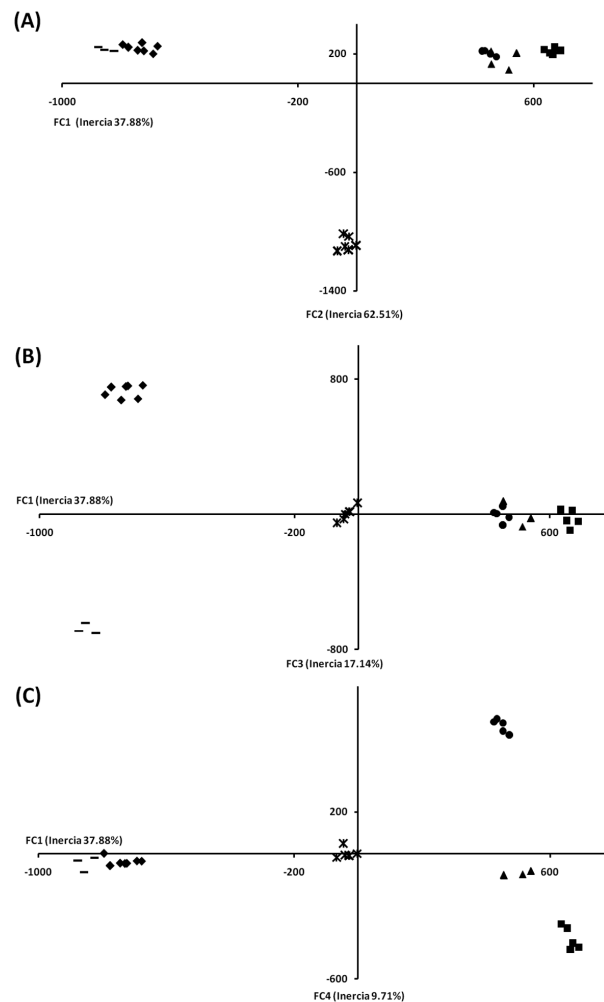 (A)
200
-1000
-200
600
FC1 (Inercia 37.88%)
-600
-1400
FC2 (Inercia 62.51%)
(B)
800
FC1 (Inercia 37.88%)
-1000
-200
600
-800
FC3 (Inercia 17.14%)
(C)
200
FC1 (Inercia 37.88%)
-1000
-200
600
-600
FC4 (Inercia 9.71%)